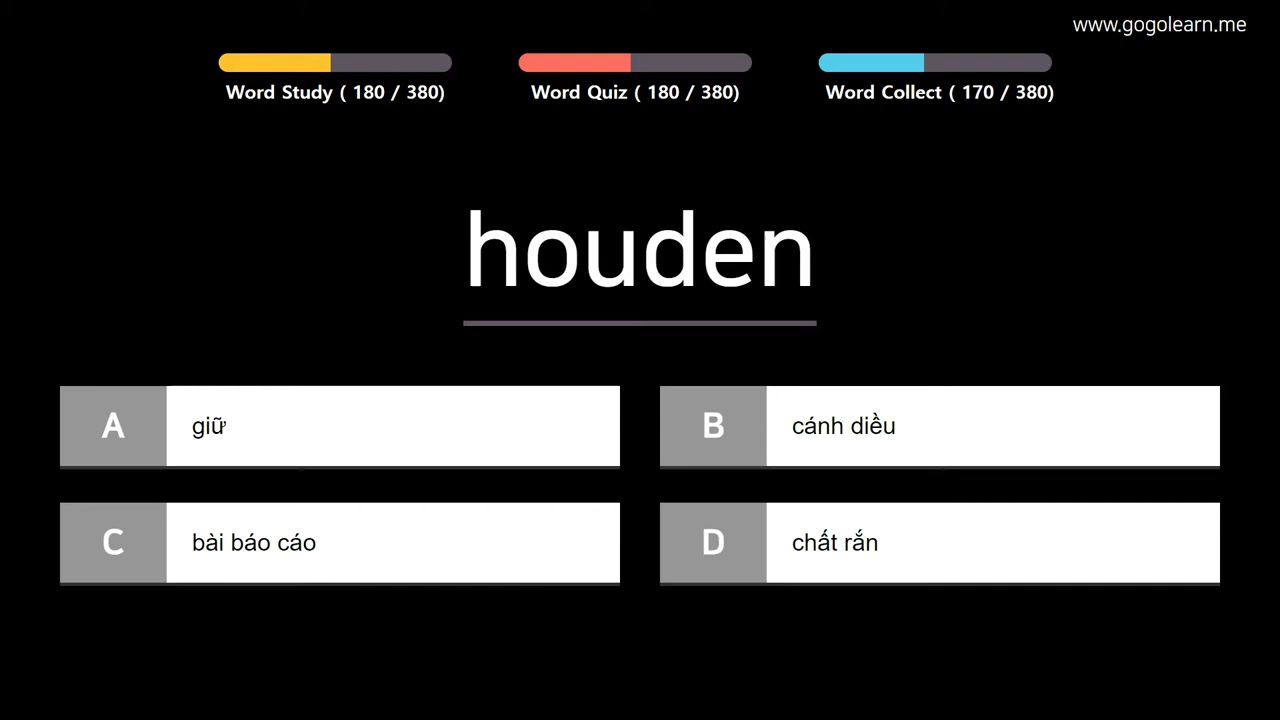 www.gogolearn.me
Word Study ( 180 / 380)
Word Quiz ( 180 / 380)
Word Collect ( 170 / 380)
houden
A
giữ
B
cánh diều
C
bài báo cáo
D
chất rắn